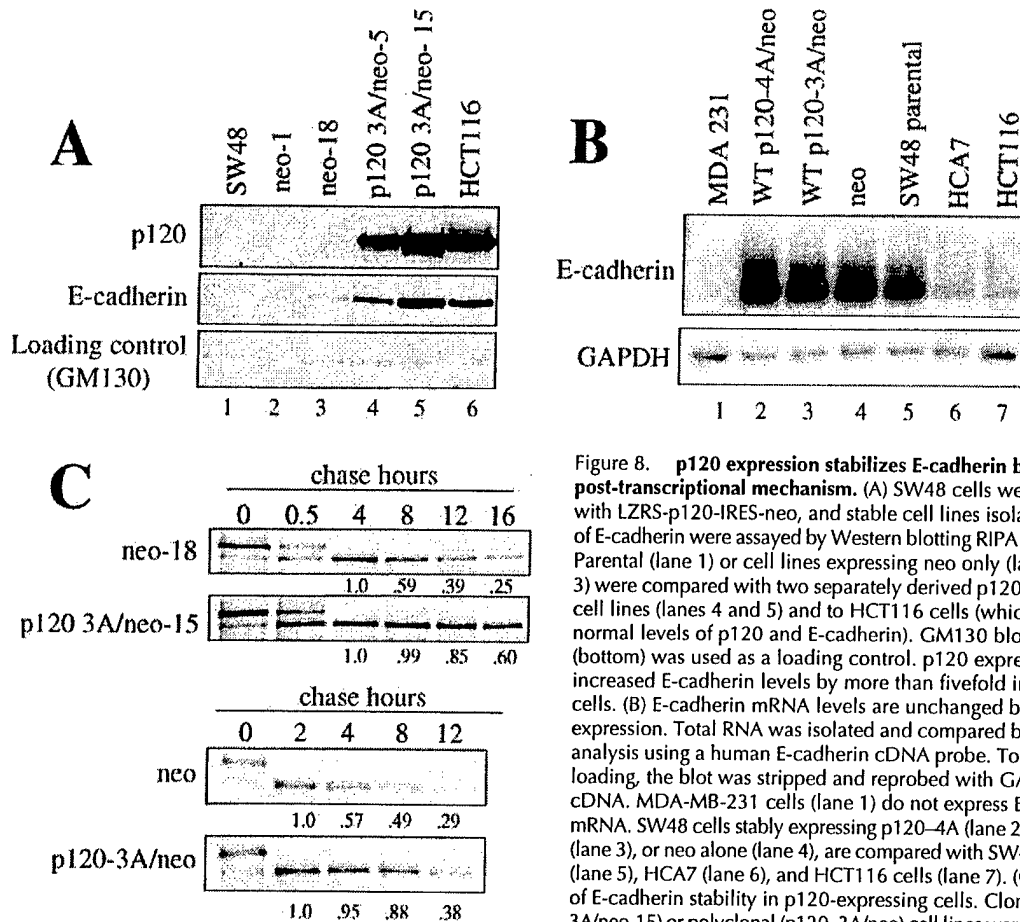 A
SW48
neo-1
neo-18
p120 3A/neo-5
p120 3A/neo- 15
HCT116
p120
E-cadherin
Loading control
(GM130)
1 2 3 4 5 6
B
MDA 231
WT p120-4A/neo
WT p120-3A/neo
neo
SW48 parental
HCA7
HCT116
E-cadherin
GAPDH
1 2 3 4 5 6 7
C
chase hours
0 0.5 4 8 12 16
neo-18
1.0 .59 .39 .25
p120 3A/neo-15
1.0 .99 .85 .60
chase hours
0 2 4 8 12
neo
1.0 .57 .49 .29
p120-3A/neo
1.0 .95 .88 .38
Figure 8. p120 expression stabilizes E-cadherin b
post-transcriptional mechanism. (A) SW48 cells we
with LZRS-p120-IRES-neo, and stable cell lines isola
of E-cadherin were assayed by Western blotting RIPA
Parental (lane 1) or cell lines expressing neo only (la
3) were compared with two separately derived p120
cell lines (lanes 4 and 5) and to HCT116 cells (whic
normal levels of p120 and E-cadherin). GM130 blo
(bottom) was used as a loading control. p120 expre
increased E-cadherin levels by more than fivefold in
cells. (B) E-cadherin mRNA levels are unchanged b
expression. Total RNA was isolated and compared b
analysis using a human E-cadherin cDNA probe. To
loading, the blot was stripped and reprobed with GA
cDNA. MDA-MB-231 cells (lane 1) do not express E
mRNA. SW48 cells stably expressing p120–4A (lane 2
(lane 3), or neo alone (lane 4), are compared with SW
(lane 5), HCA7 (lane 6), and HCT116 cells (lane 7). (
of E-cadherin stability in p120-expressing cells. Clon